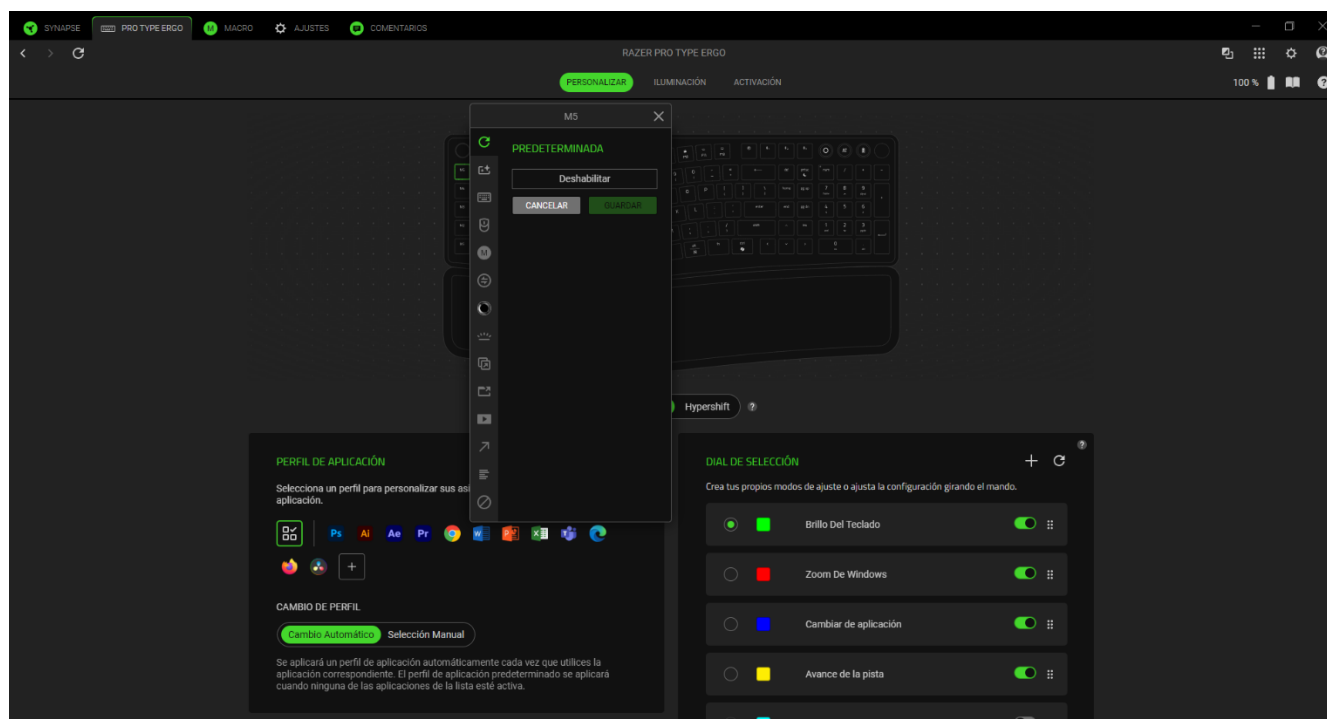 SYNAPSE
PRO TYPE ERGO
M
MACRO
AJUSTES
COMENTARIOS
RAZER PRO TYPE ERGO
PERSONALIZAR
ILUMINACIÓN
ACTIVACIÓN
100 %
M5
PREDETERMINADA
Deshabilitar
CANCELAR
GUARDAR
M
Hypershift
?
PERFIL DE APLICACIÓN
Selecciona un perfil para personalizar sus asi
aplicación.
Ps
Ai
Ae
Pr
CAMBIO DE PERFIL
Cambio Automático
Selección Manual
Se aplicará un perfil de aplicación automáticamente cada vez que utilices la
aplicación correspondiente. El perfil de aplicación predeterminado se aplicará
cuando ninguna de las aplicaciones de la lista esté activa.
DIAL DE SELECCIÓN
?
Crea tus propios modos de ajuste o ajusta la configuración girando el mando.
Brillo Del Teclado
Zoom De Windows
Cambiar de aplicación
Avance de la pista